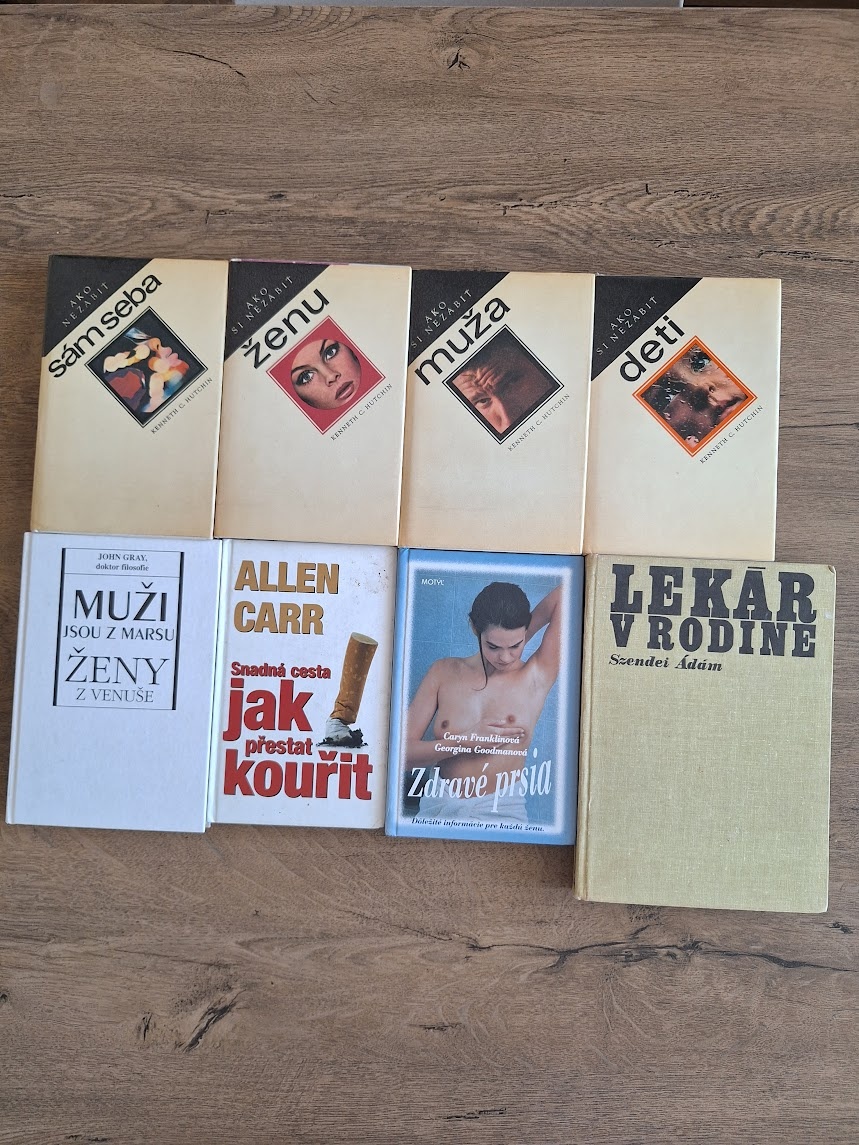 AKO
NEZABIŤ
sám seba
KENNETH C. HUTCHIN
AKO
SI NEZABIŤ
ženu
KENNETH C. HUTCHIN
AKO
SI NEZABIŤ
muža
KENNETH C. HUTCHIN
AKO
SI NEZABIŤ
deti
KENNETH C. HUTCHIN
JOHN GRAY,
doktor filosofie
MUŽI
JSOU Z MARSU
ŽENY
Z VENUŠE
ALLEN
CARR
Snadná cesta
jak
přestat
kouřit
MOTÝĽ
Caryn Franklinová
Georgina Goodmanová
Zdravé prsia
Dôležité informácie pre každú ženu.
LEKÁR
V RODINE
Szendei Ádám